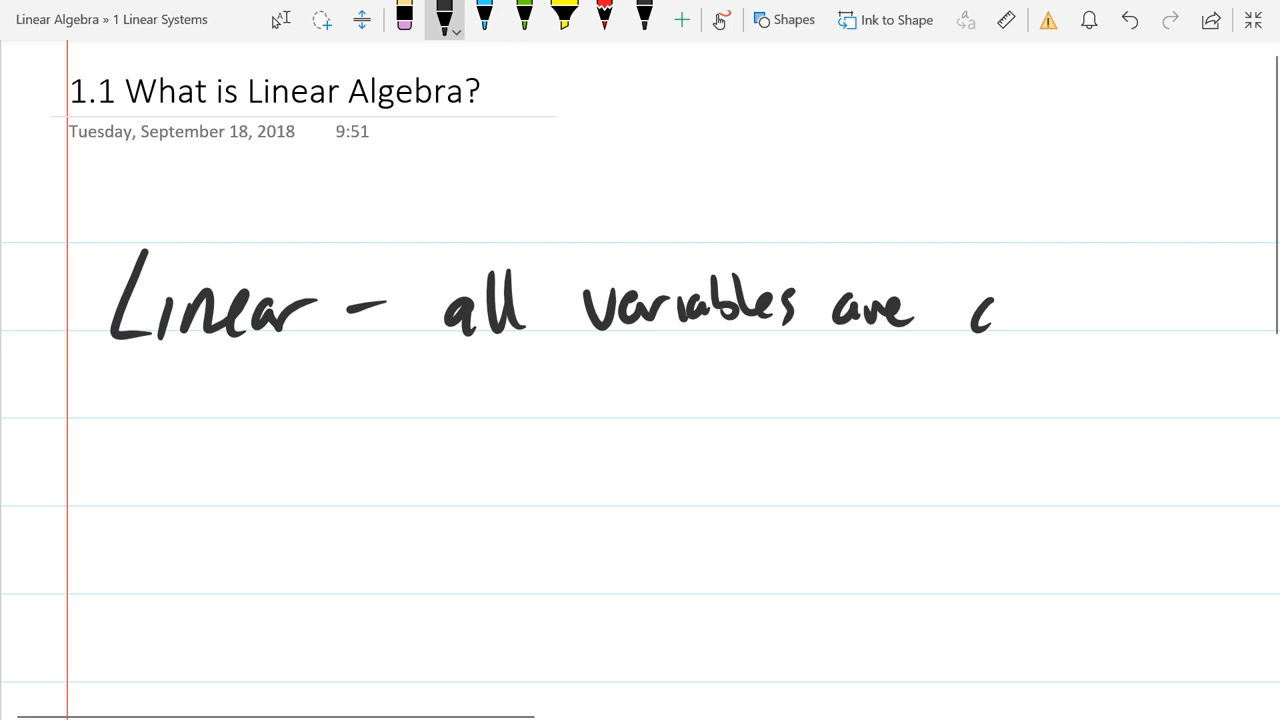 Linear Algebra » 1 Linear Systems
Shapes
Ink to Shape
1.1 What is Linear Algebra?
Tuesday, September 18, 2018 9:51
Linear - all variables are c